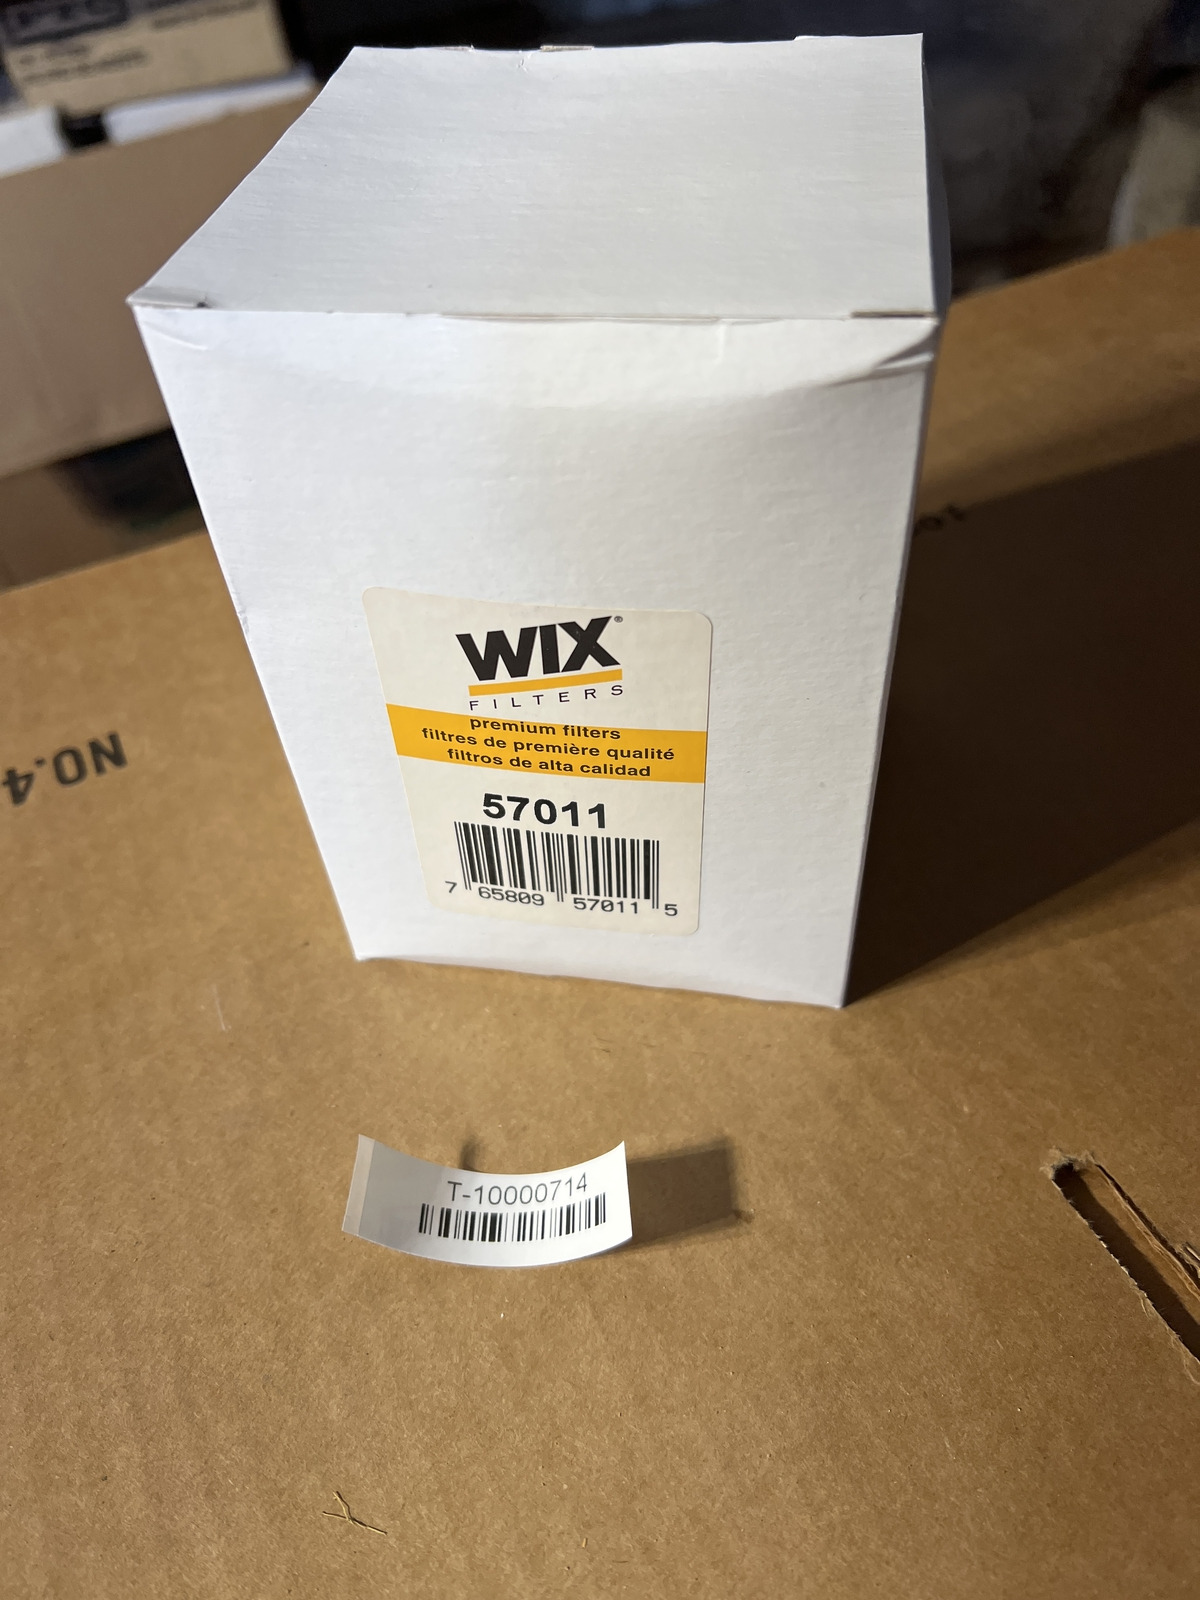 WIX®
FILTERS
premium filters
filtres de première qualité
filtros de alta calidad
57011
7 65809 57011 5
NO.4
T-10000714